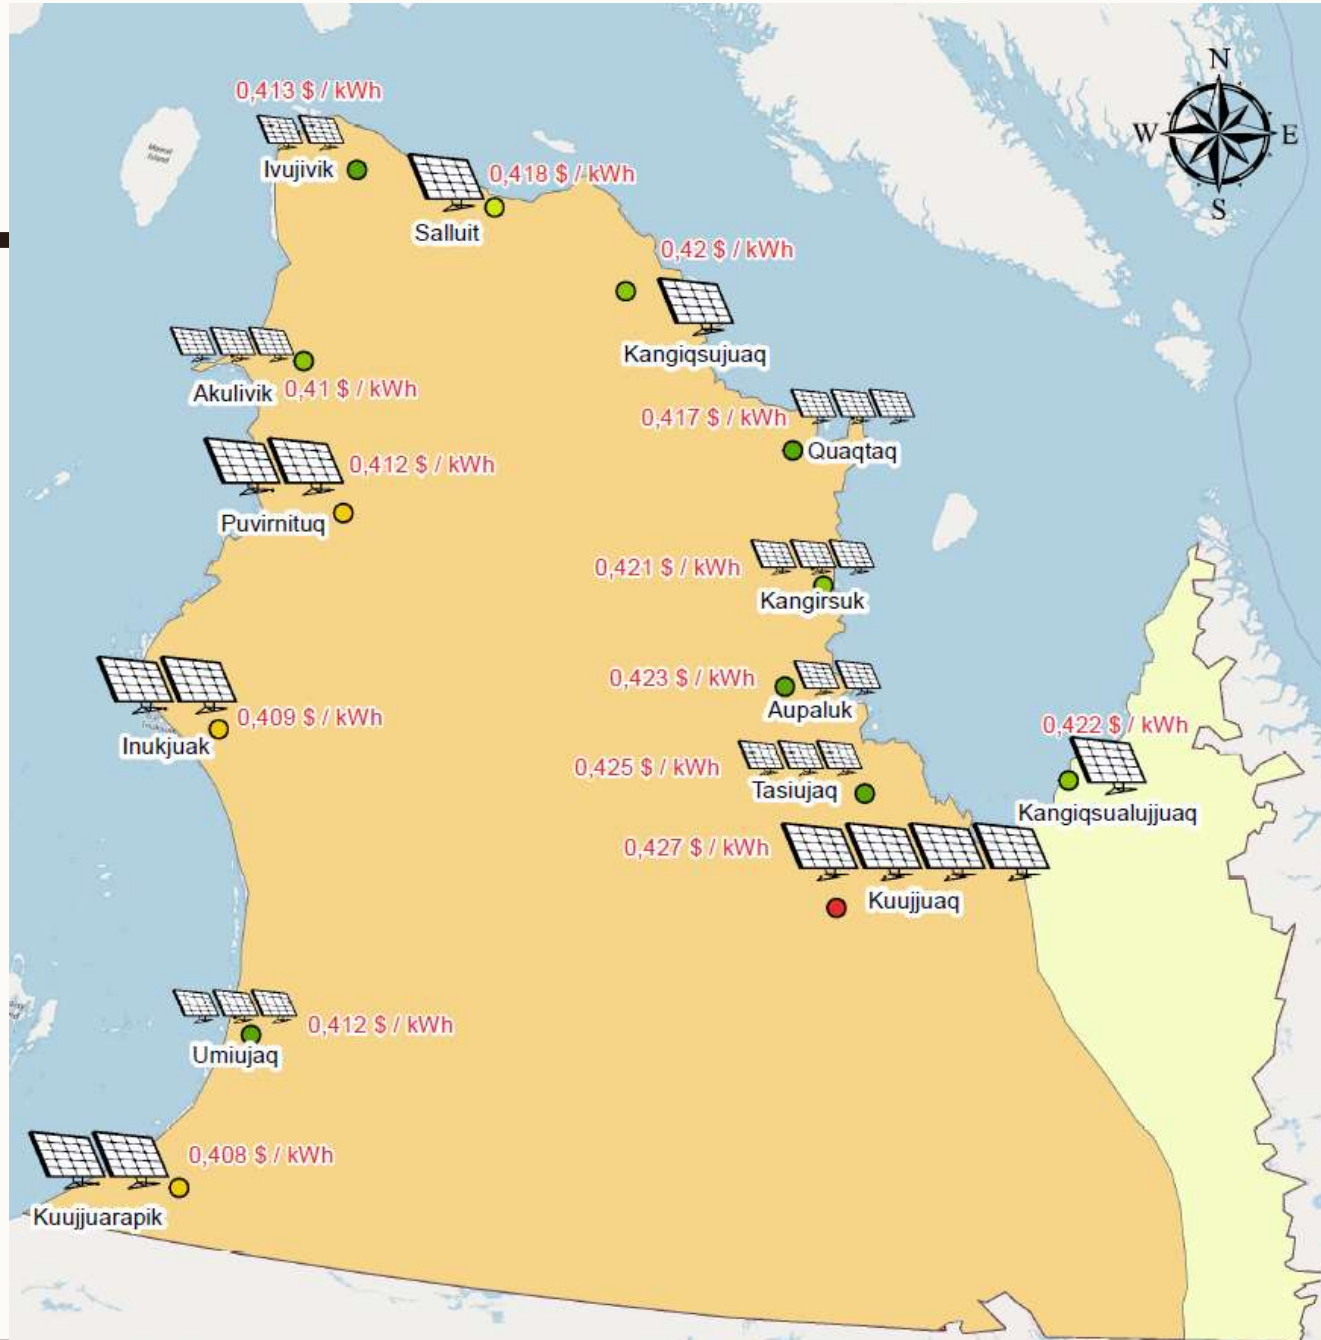 N
W
E
S
0,413 $ / kWh
Ivujivik
0,418 $ / kWh
Salluit
0,42 $ / kWh
Kangiqsujuaq
Akulivik
0,41 $ / kWh
0,417 $ / kWh
Quaqtaq
0,412 $ / kWh
Puvirnituq
0,421 $ / kWh
Kangirsuk
0,423 $ / kWh
Aupaluk
0,409 $ / kWh
Inukjuak
0,422 $ / kWh
Kangiqsualujjuaq
0,425 $ / kWh
Tasiujaq
0,427 $ / kWh
Kuujjuaq
0,412 $ / kWh
Umiujaq
0,408 $ / kWh
Kuujjuarapik